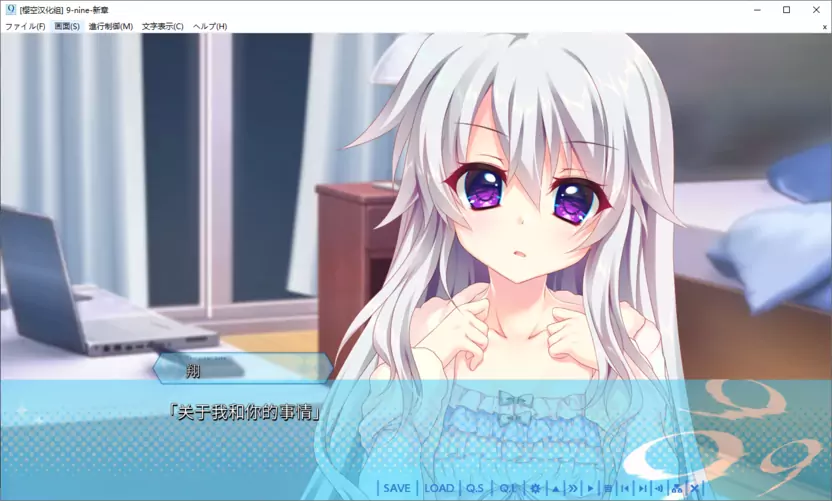 [樱空汉化组] 9-nine-新章
ファイル(F) 画面(S) 進行制御(M) 文字表示(C) ヘルプ(H)
翔
「关于我和你的事情」
SAVE LOAD Q.S Q.L